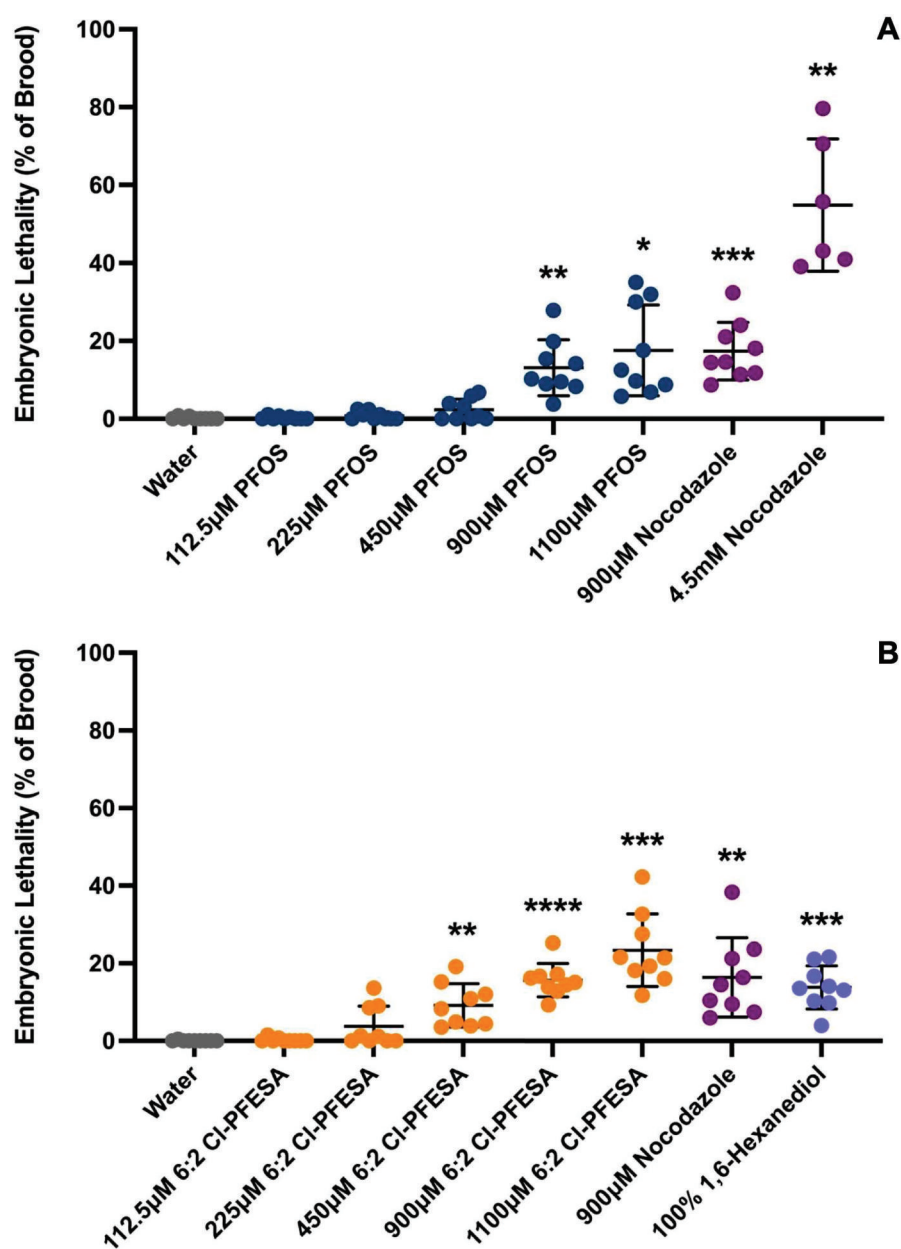 A
Embryonic Lethality (% of Brood)
100
80
60
40
20
0
**
*
***
**
Water
112.5µM PFOS
225µM PFOS
450µM PFOS
900µM PFOS
1100µM PFOS
900µM Nocodazole
4.5mM Nocodazole
B
Embryonic Lethality (% of Brood)
100
80
60
40
20
0
**
****
***
**
***
Water
112.5µM 6:2 Cl-PFESA
225µM 6:2 Cl-PFESA
450µM 6:2 Cl-PFESA
900µM 6:2 Cl-PFESA
1100µM 6:2 Cl-PFESA
900µM Nocodazole
100% 1,6-Hexanediol